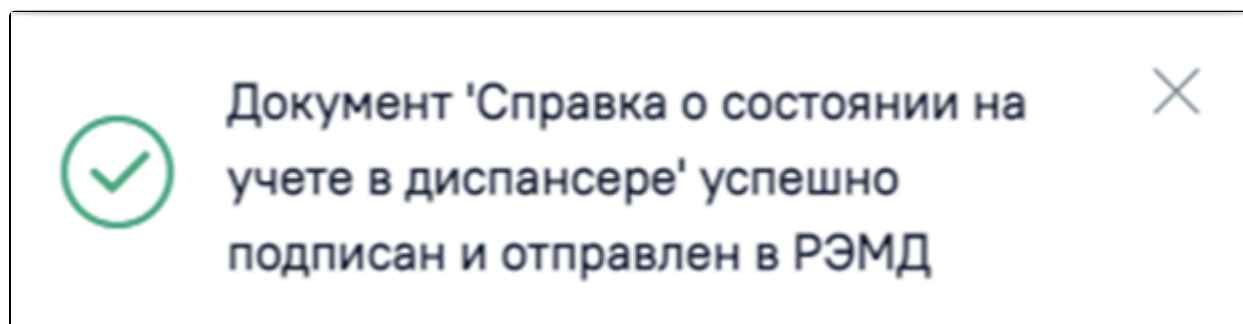 Документ 'Справка о состоянии на
учете в диспансере' успешно
подписан и отправлен в РЭМД